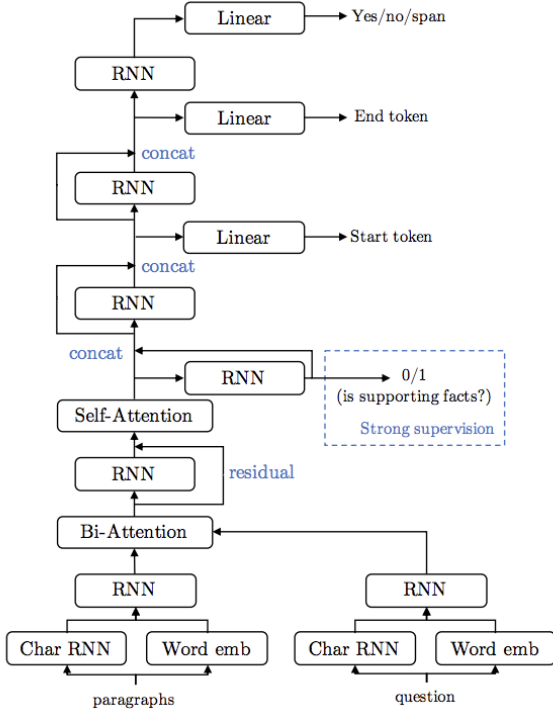 Linear
Yes/no/span
RNN
Linear
End token
concat
RNN
Linear
Start token
concat
RNN
concat
RNN
0/1
(is supporting facts?)
Strong supervision
Self-Attention
RNN
residual
Bi-Attention
RNN
RNN
Char RNN
Word emb
Char RNN
Word emb
paragraphs
question